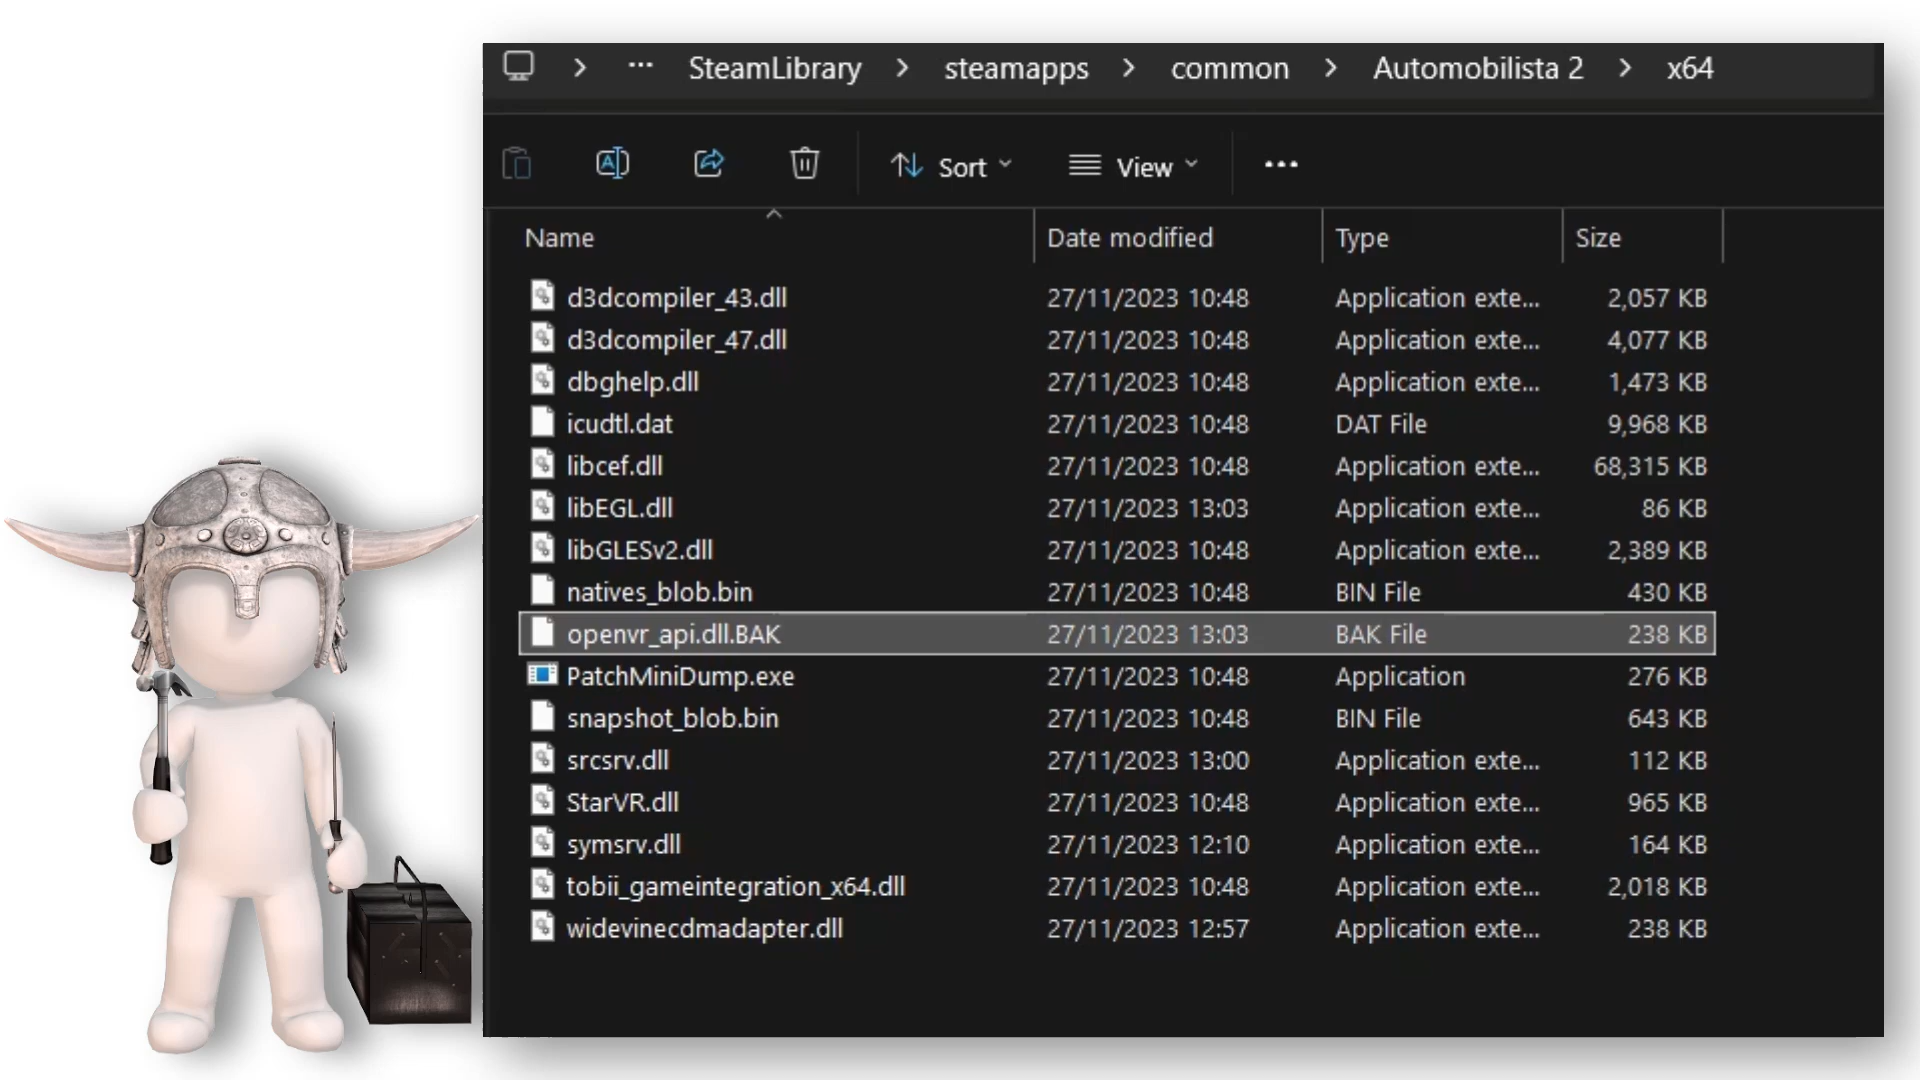 ··· SteamLibrary > steamapps > common > Automobilista 2 > x64
Sort View ···
Name Date modified Type Size
d3dcompiler_43.dll 27/11/2023 10:48 Application exte... 2,057 KB
d3dcompiler_47.dll 27/11/2023 10:48 Application exte... 4,077 KB
dbghelp.dll 27/11/2023 10:48 Application exte... 1,473 KB
icudtl.dat 27/11/2023 10:48 DAT File 9,968 KB
libcef.dll 27/11/2023 10:48 Application exte... 68,315 KB
libEGL.dll 27/11/2023 13:03 Application exte... 86 KB
libGLESv2.dll 27/11/2023 10:48 Application exte... 2,389 KB
natives_blob.bin 27/11/2023 10:48 BIN File 430 KB
openvr_api.dll.BAK 27/11/2023 13:03 BAK File 238 KB
PatchMiniDump.exe 27/11/2023 10:48 Application 276 KB
snapshot_blob.bin 27/11/2023 10:48 BIN File 643 KB
srcsrv.dll 27/11/2023 13:00 Application exte... 112 KB
StarVR.dll 27/11/2023 10:48 Application exte... 965 KB
symsrv.dll 27/11/2023 12:10 Application exte... 164 KB
tobii_gameintegration_x64.dll 27/11/2023 10:48 Application exte... 2,018 KB
widevinecdmadapter.dll 27/11/2023 12:57 Application exte... 238 KB